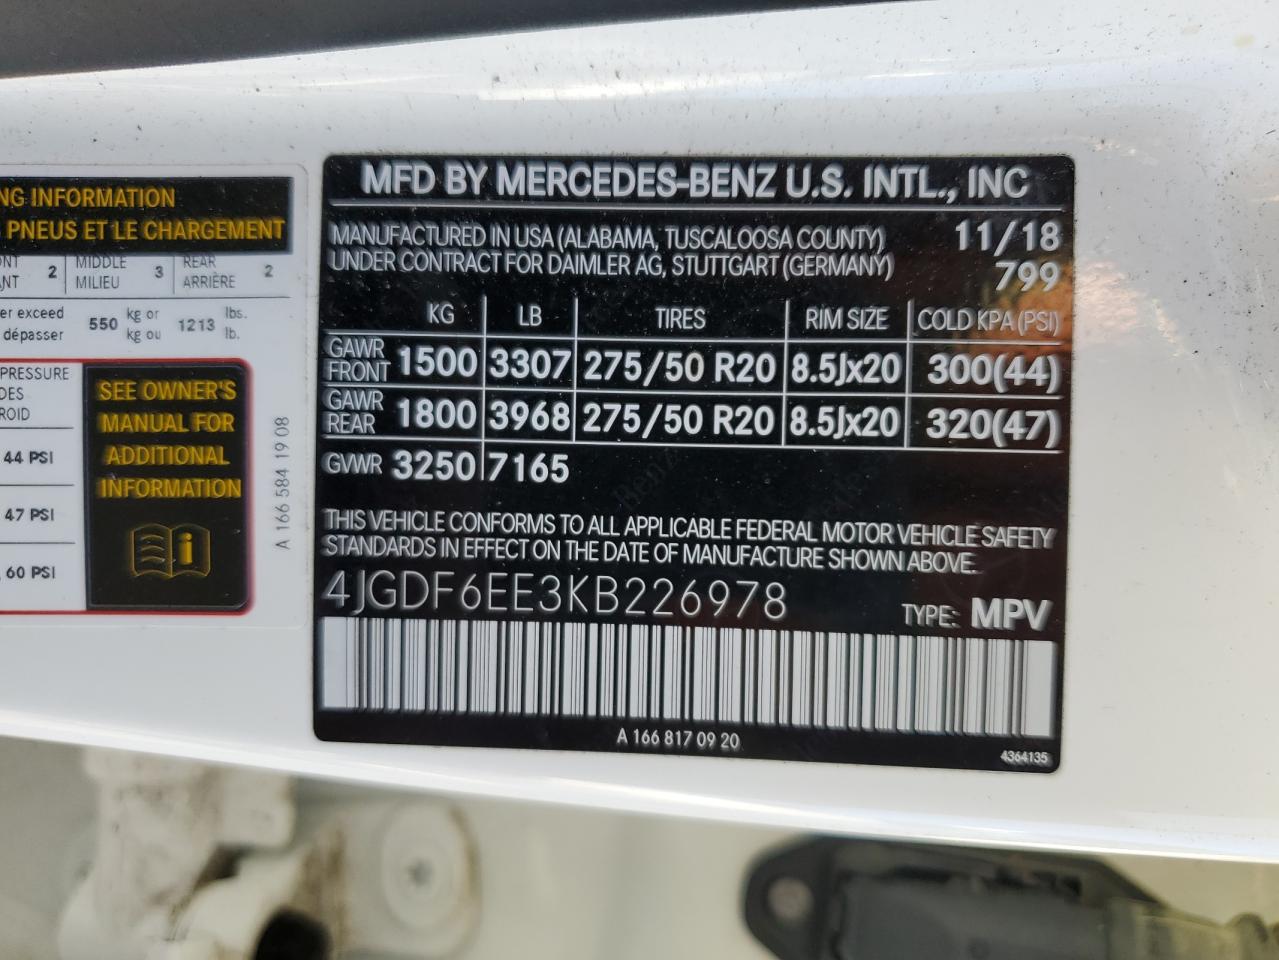 NG INFORMATION
PNEUS ET LE CHARGEMENT
ANT 2 MIDDLE MILIEU 3 REAR ARRIÈRE 2
er exceed
dépasser
550 kg or
kg ou 1213 lbs.
lb.
PRESSURE
DES
ROID
44 PSI
47 PSI
60 PSI
SEE OWNER'S
MANUAL FOR
ADDITIONAL
INFORMATION
i
A 166 584 19 08
MFD BY MERCEDES-BENZ U.S. INTL., INC
MANUFACTURED IN USA (ALABAMA, TUSCALOOSA COUNTY) 11/18
UNDER CONTRACT FOR DAIMLER AG, STUTTGART (GERMANY) 799
KG LB TIRES RIM SIZE COLD KPA (PSI)
GAWR FRONT 1500 3307 275/50 R20 8.5Jx20 300(44)
GAWR REAR 1800 3968 275/50 R20 8.5Jx20 320(47)
GVWR 3250 7165
THIS VEHICLE CONFORMS TO ALL APPLICABLE FEDERAL MOTOR VEHICLE SAFETY
STANDARDS IN EFFECT ON THE DATE OF MANUFACTURE SHOWN ABOVE.
4JGDF6EE3KB226978 TYPE: MPV
A 166 817 09 20
4364135